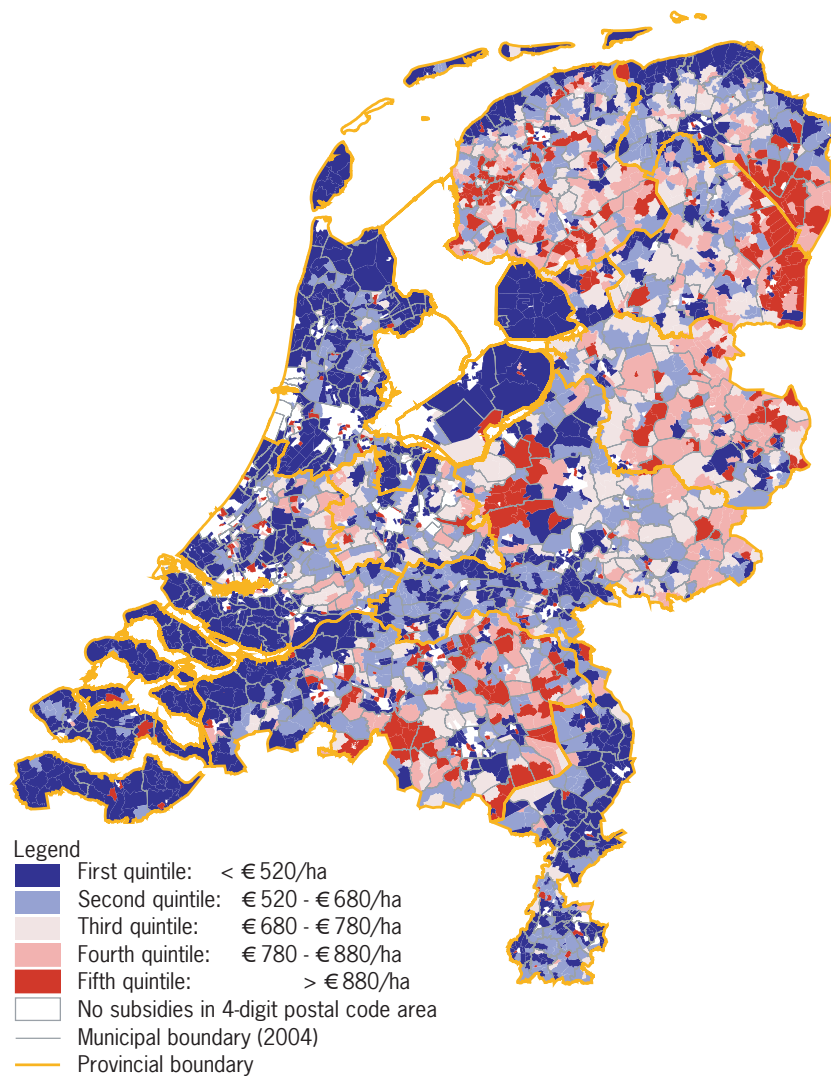 Legend
First quintile: < € 520/ha
Second quintile: € 520 - € 680/ha
Third quintile: € 680 - € 780/ha
Fourth quintile: € 780 - € 880/ha
Fifth quintile: > € 880/ha
No subsidies in 4-digit postal code area
Municipal boundary (2004)
Provincial boundary